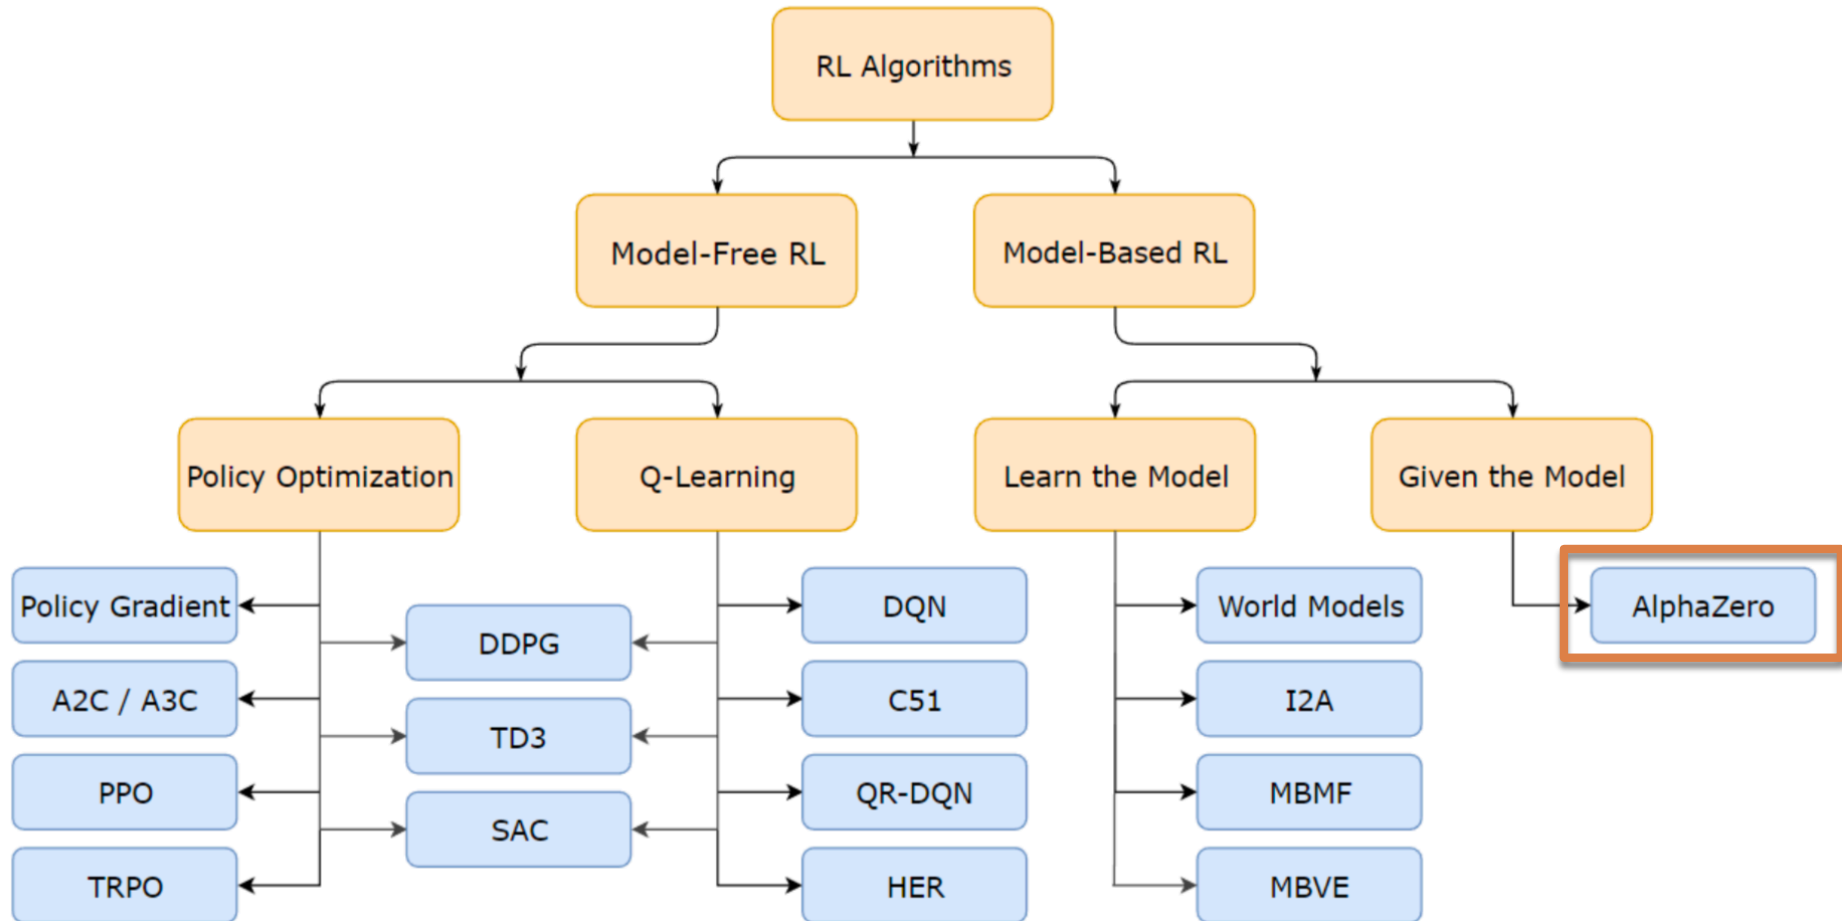 RL Algorithms
Model-Free RL
Model-Based RL
Policy Optimization
Q-Learning
Learn the Model
Given the Model
Policy Gradient
DDPG
DQN
World Models
AlphaZero
A2C / A3C
TD3
C51
I2A
PPO
SAC
QR-DQN
MBMF
TRPO
HER
MBVE